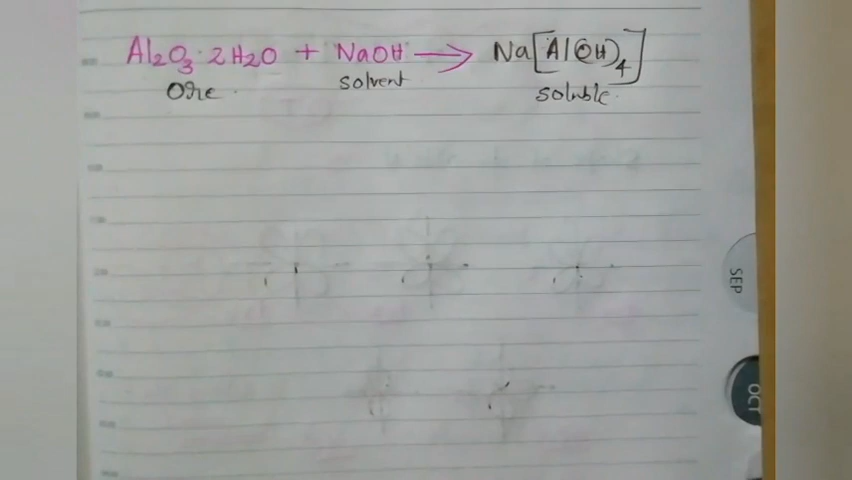 Al₂O₃·2H₂O + NaOH ⟶ Na[Al(OH)₄]
Ore solvent soluble
SEP
OCT